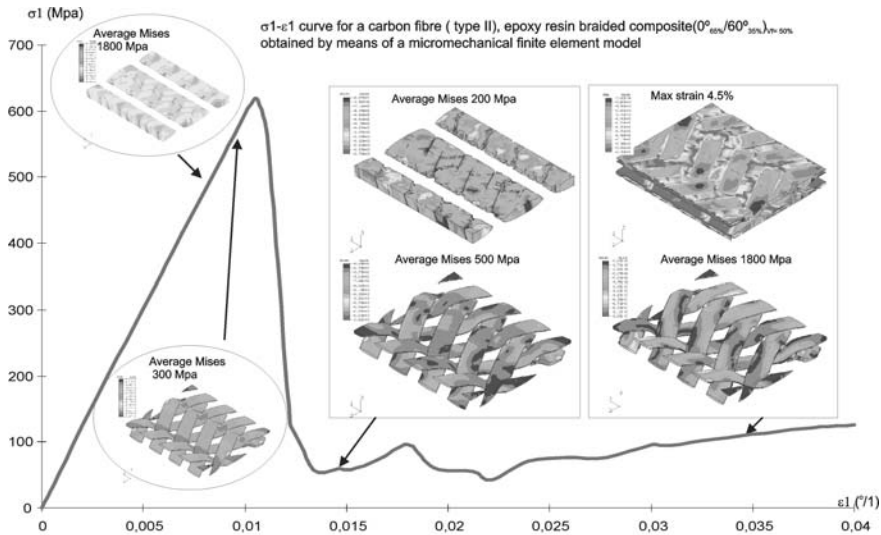 σ1 (Mpa)
σ1-ε1 curve for a carbon fibre ( type II), epoxy resin braided composite(0º65%/60º35%)Vf= 50%
obtained by means of a micromechanical finite element model
Average Mises
1800 Mpa
Average Mises 200 Mpa
Max strain 4.5%
Average Mises 500 Mpa
Average Mises 1800 Mpa
Average Mises
300 Mpa
700
600
500
400
300
200
100
0
0
0,005
0,01
0,015
0,02
0,025
0,03
0,035
0,04
ε1 (º/1)